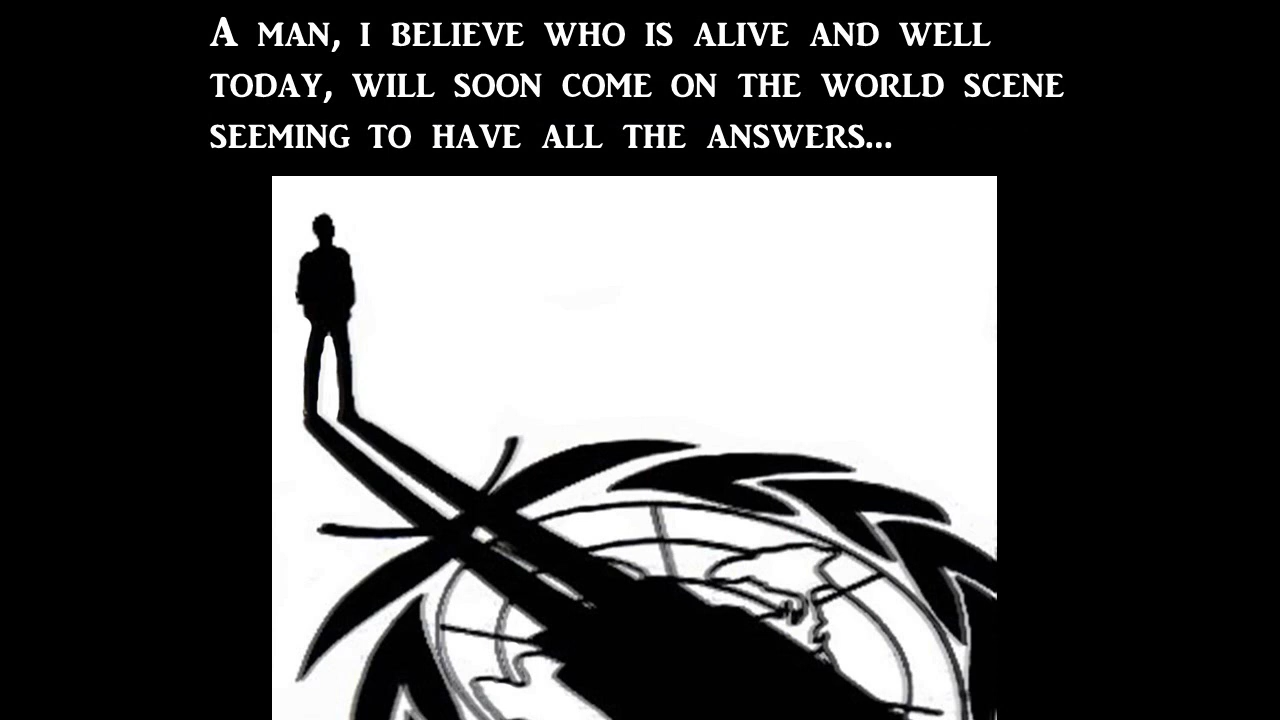 A MAN, I BELIEVE WHO IS ALIVE AND WELL
TODAY, WILL SOON COME ON THE WORLD SCENE
SEEMING TO HAVE ALL THE ANSWERS...